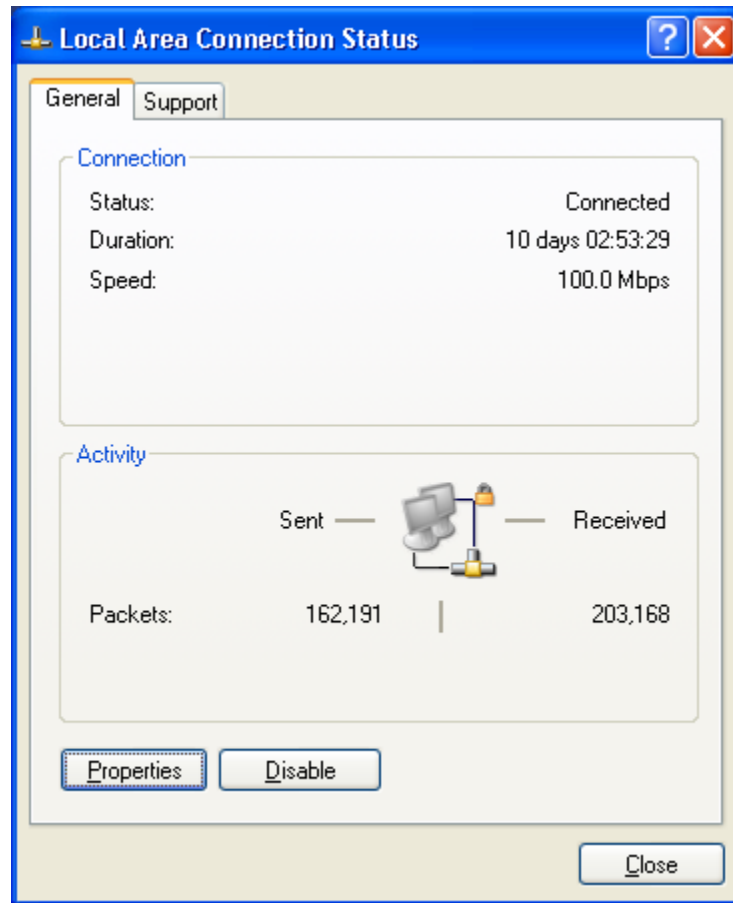 Local Area Connection Status
General Support
Connection
Status: Connected
Duration: 10 days 02:53:29
Speed: 100.0 Mbps
Activity
Sent Received
Packets: 162,191 203,168
Properties Disable
Close